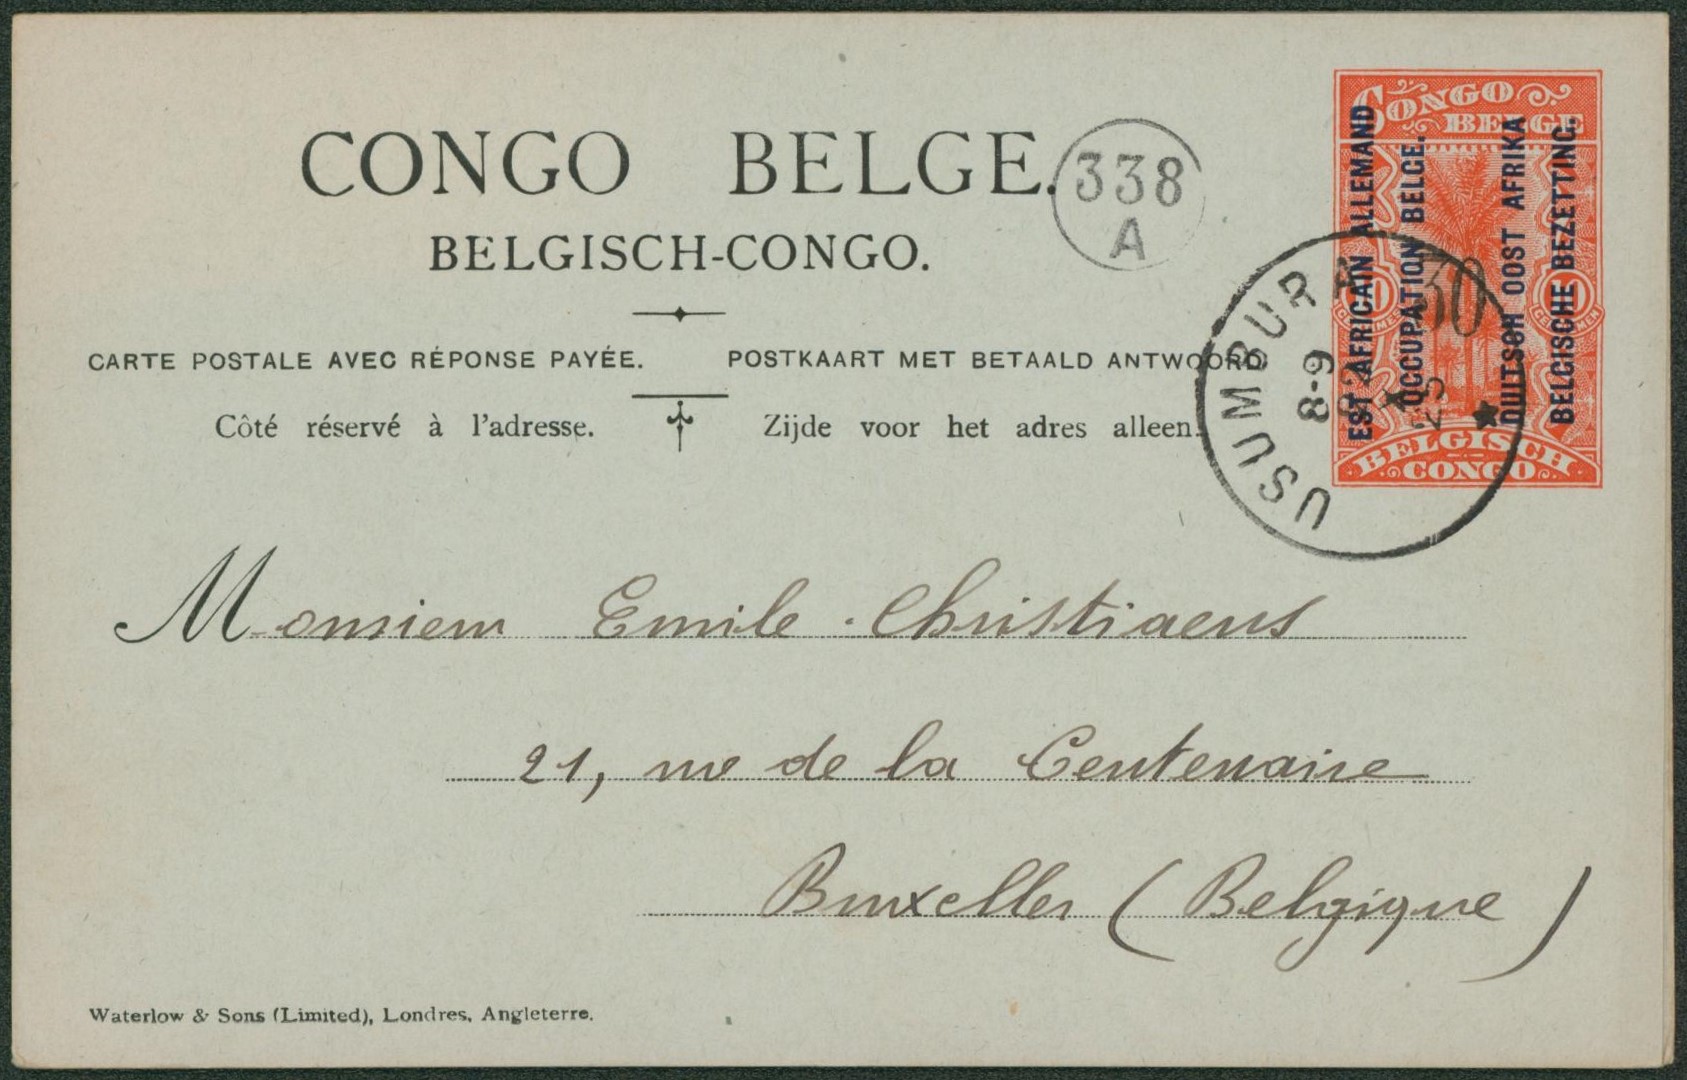 CONGO BELGE.
BELGISCH-CONGO.
338
A
CARTE POSTALE AVEC RÉPONSE PAYÉE.
POSTKAART MET BETAALD ANTWOORD
Côté réservé à l'adresse.
Zijde voor het adres alleen.
CONGO
BELGE
EST AFRICAIN ALLEMAND
OCCUPATION BELGE.
DUITSCH OOST AFRIKA
BELGISCHE BEZETTING.
30
BELGISCH
CONGO
USUMBURA
8-9
Monsieur Emile Christiaens
21, rue de la Centenaire
Bruxelles (Belgique)
Waterlow & Sons (Limited), Londres, Angleterre.